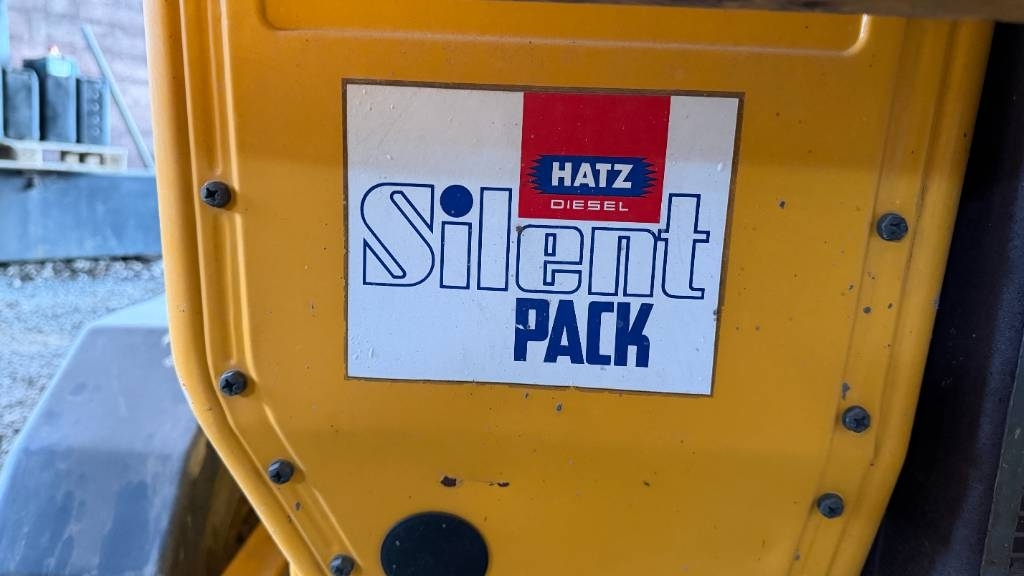 HATZ
DIESEL
Silent
PACK